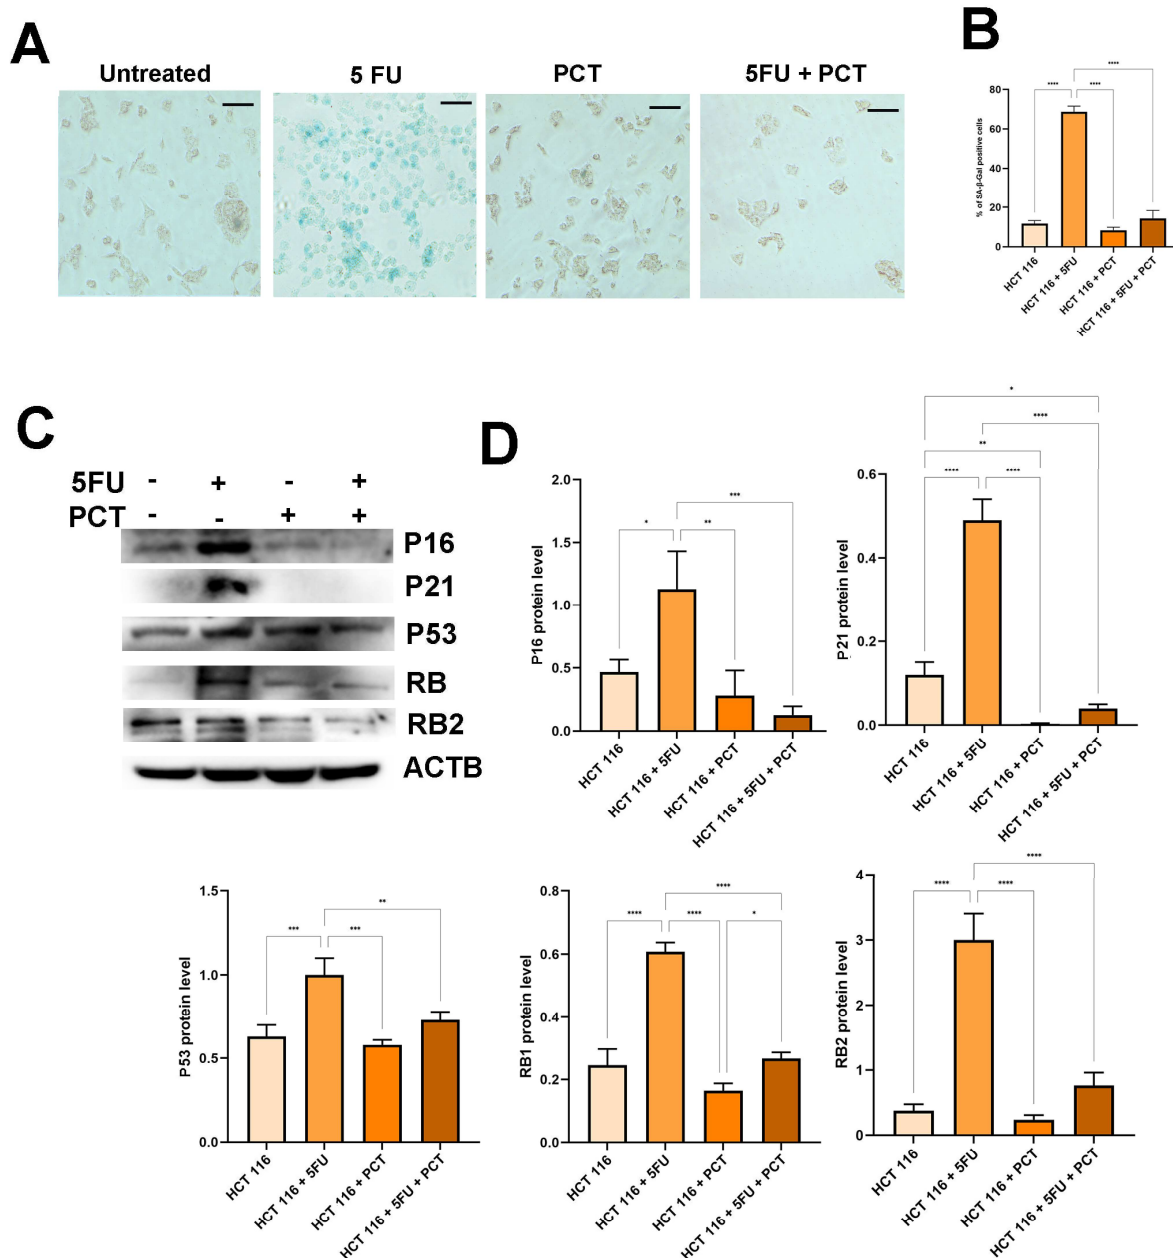 A
Untreated
5 FU
PCT
5FU + PCT
B
% of SA-β-Gal positive cells
80
60
40
20
0
****
****
****
HCT 116
HCT 116 + 5FU
HCT 116 + PCT
HCT 116 + 5FU + PCT
C
5FU - + - +
PCT - - + +
P16
P21
P53
RB
RB2
ACTB
D
P16 protein level
2.0
1.5
1.0
0.5
0.0
***
*
**
HCT 116
HCT 116 + 5FU
HCT 116 + PCT
HCT 116 + 5FU + PCT
P21 protein level
0.6
0.4
0.2
0.0
*
****
**
****
****
HCT 116
HCT 116 + 5FU
HCT 116 + PCT
HCT 116 + 5FU + PCT
P53 protein level
1.5
1.0
0.5
0.0
**
***
***
HCT 116
HCT 116 + 5FU
HCT 116 + PCT
HCT 116 + 5FU + PCT
RB1 protein level
0.8
0.6
0.4
0.2
0.0
****
****
****
*
HCT 116
HCT 116 + 5FU
HCT 116 + PCT
HCT 116 + 5FU + PCT
RB2 protein level
4
3
2
1
0
****
****
****
HCT 116
HCT 116 + 5FU
HCT 116 + PCT
HCT 116 + 5FU + PCT